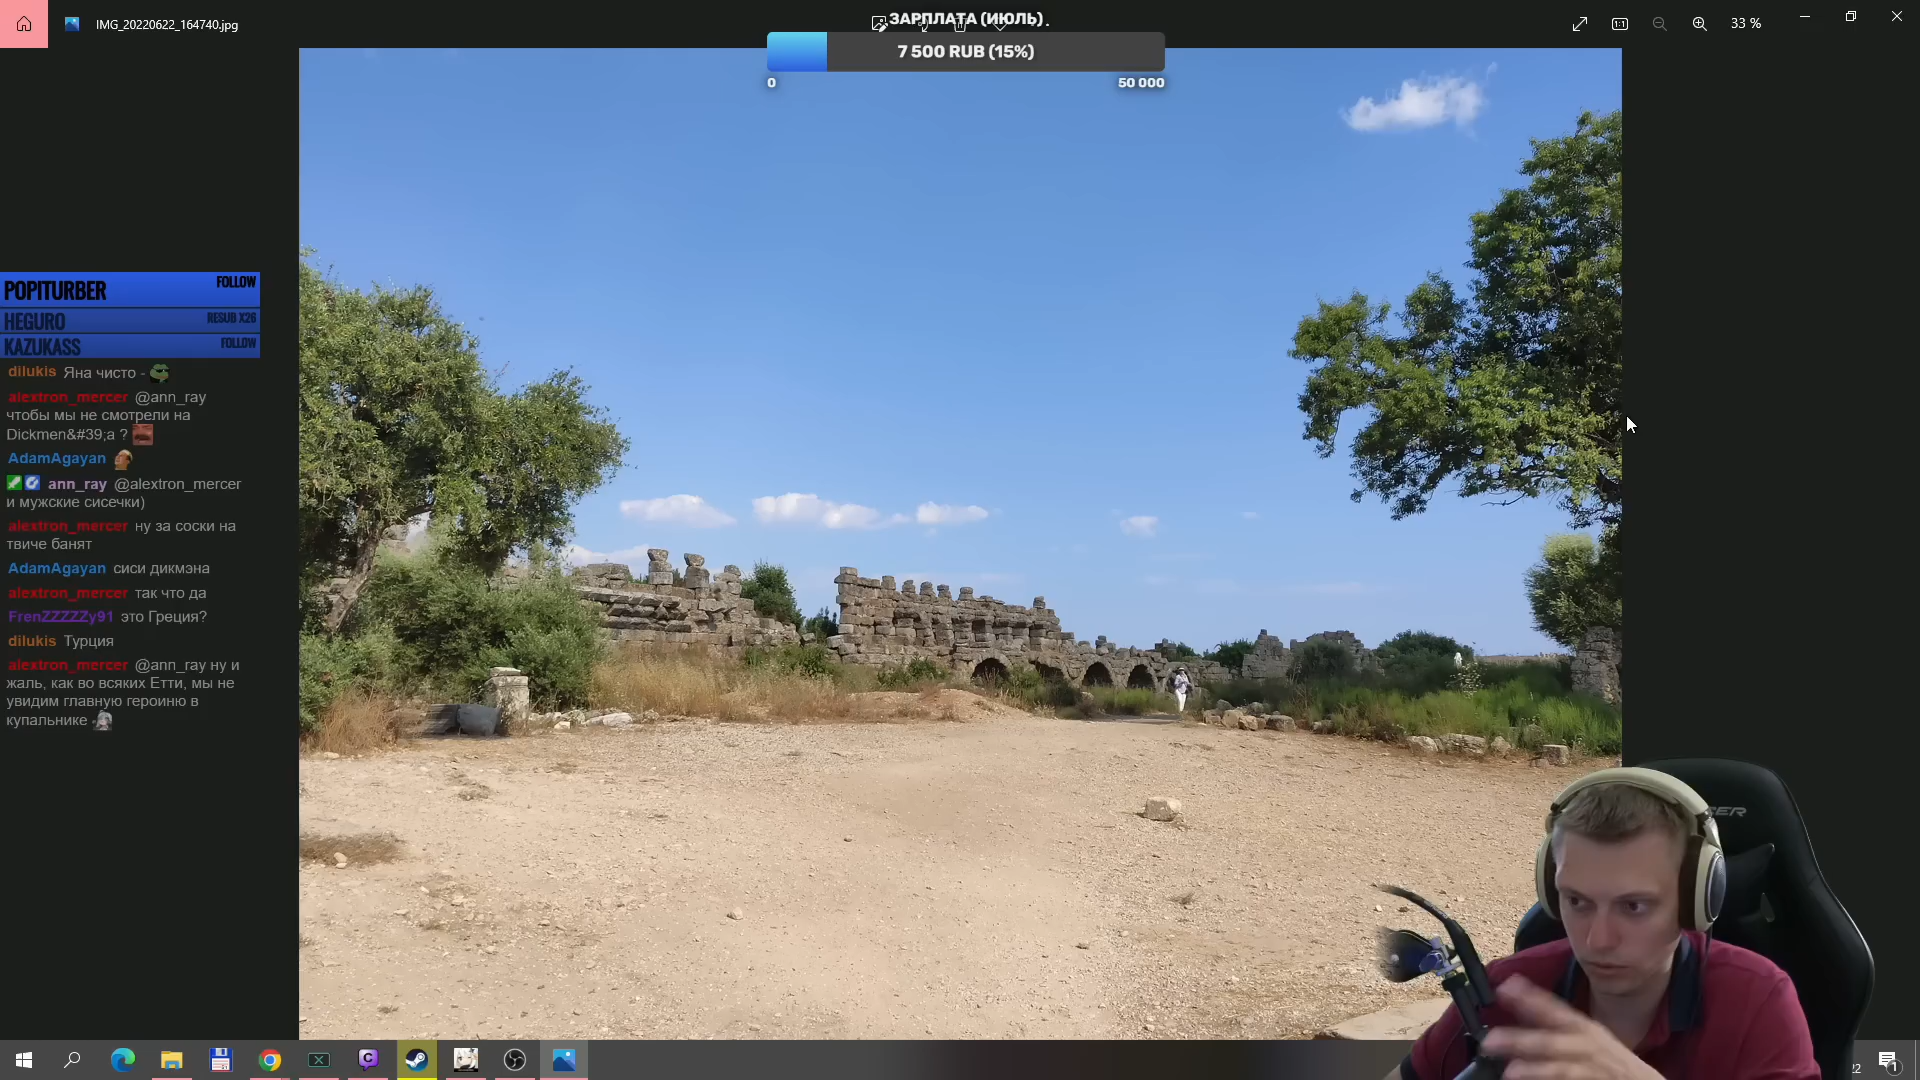 IMG_20220622_164740.jpg
ЗАРПЛАТА (ИЮЛЬ).
33 %
7 500 RUB (15%)
0
50 000
POPITURBER
FOLLOW
HEGURO
RESUB X26
KAZUKASS
FOLLOW
dilukis Яна чисто -
alextron_mercer @ann_ray
чтобы мы не смотрели на
Dickmen&#39;а ?
AdamAgayan
ann_ray @alextron_mercer
и мужские сисечки)
alextron_mercer ну за соски на
твиче банят
AdamAgayan сиси дикмэна
alextron_mercer так что да
FrenZZZZZy91 это Греция?
dilukis Турция
alextron_mercer @ann_ray ну и
жаль, как во всяких Етти, мы не
увидим главную героиню в
купальнике